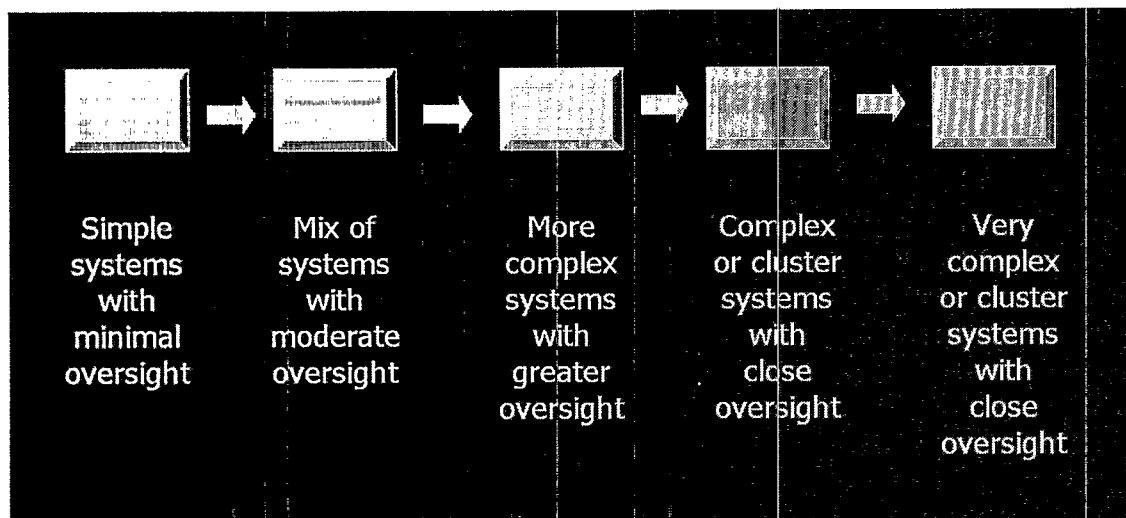 Simple
systems
with
minimal
oversight
Mix of
systems
with
moderate
oversight
More
complex
systems
with
greater
oversight
Complex
or cluster
systems
with
close
oversight
Very
complex
or cluster
systems
with
close
oversight